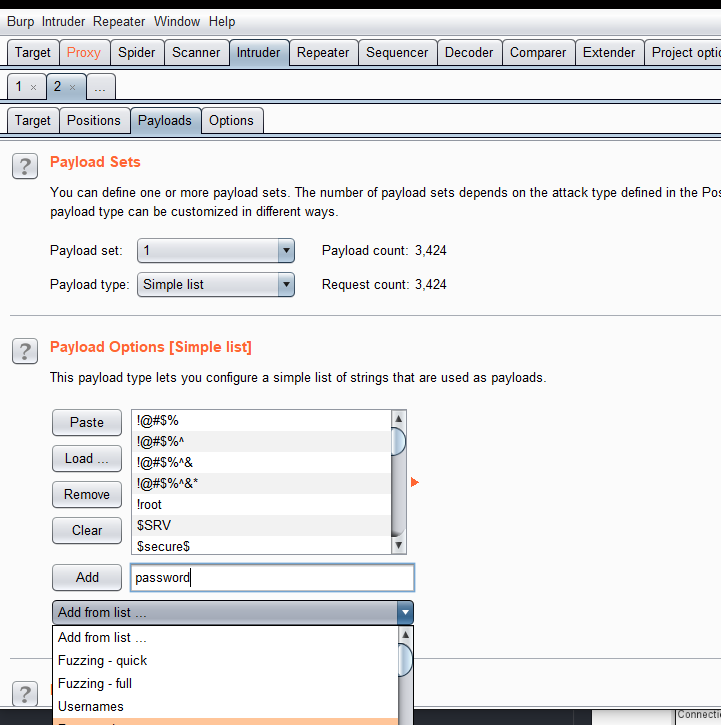 Burp Intruder Repeater Window Help
Target Proxy Spider Scanner Intruder Repeater Sequencer Decoder Comparer Extender Project optio
1 × 2 × ...
Target Positions Payloads Options
? Payload Sets
You can define one or more payload sets. The number of payload sets depends on the attack type defined in the Pos
payload type can be customized in different ways.
Payload set: 1 Payload count: 3,424
Payload type: Simple list Request count: 3,424
? Payload Options [Simple list]
This payload type lets you configure a simple list of strings that are used as payloads.
Paste
Load ...
Remove
Clear
!@#$%
!@#$%^
!@#$%^&
!@#$%^&*
!root
$SRV
$secure$
Add password
Add from list ...
Add from list ...
Fuzzing - quick
Fuzzing - full
Usernames
?
Connectio